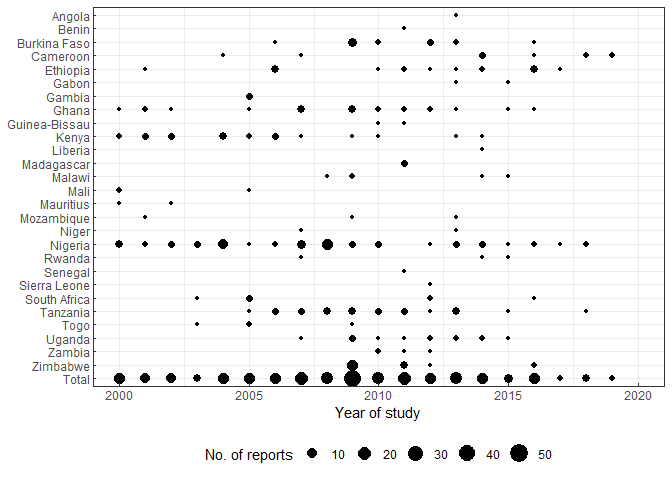 Angola
Benin
Burkina Faso
Cameroon
Ethiopia
Gabon
Gambia
Ghana
Guinea-Bissau
Kenya
Liberia
Madagascar
Malawi
Mali
Mauritius
Mozambique
Niger
Nigeria
Rwanda
Senegal
Sierra Leone
South Africa
Tanzania
Togo
Uganda
Zambia
Zimbabwe
Total
2000 2005 2010 2015 2020
Year of study
No. of reports 10 20 30 40 50